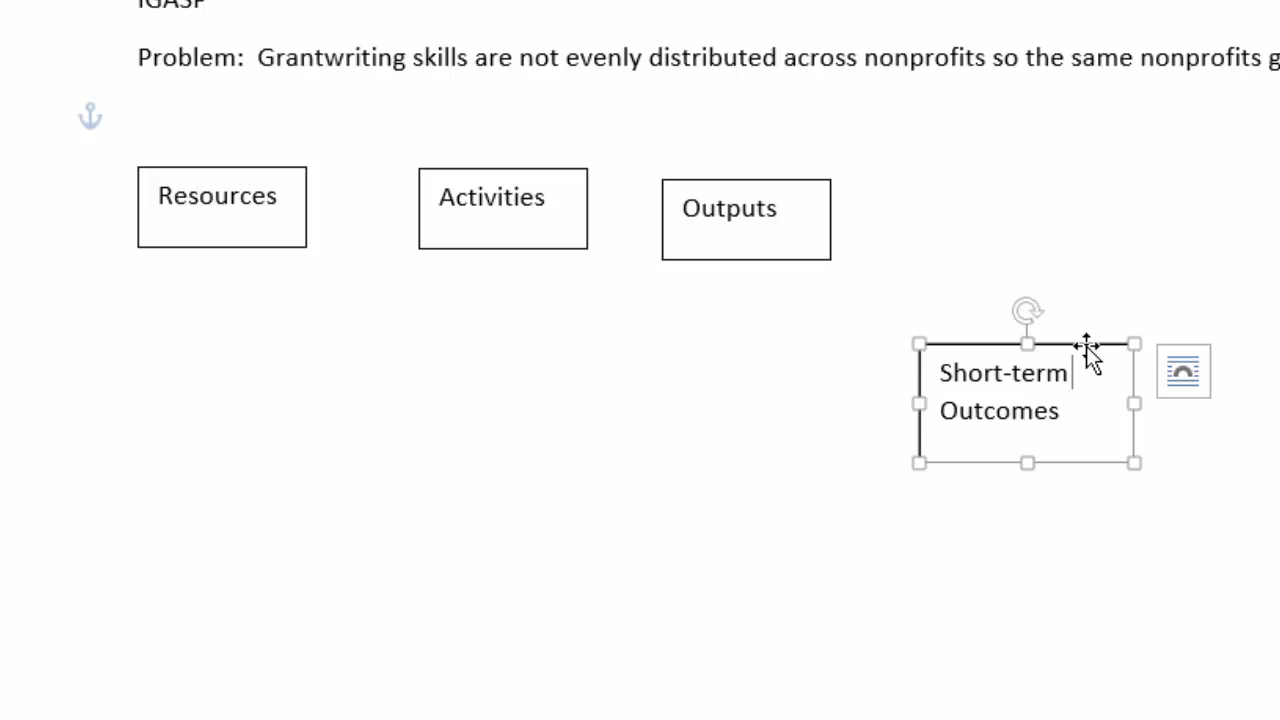 IGASP
Problem:  Grantwriting skills are not evenly distributed across nonprofits so the same nonprofits g
Resources
Activities
Outputs
Short-term
Outcomes